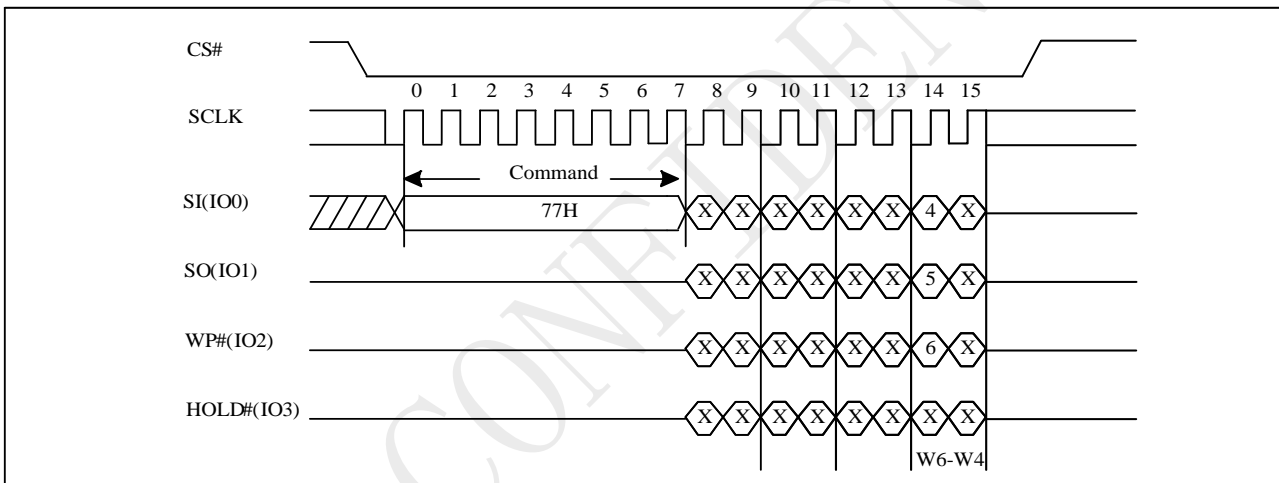 CS#
0 1 2 3 4 5 6 7 8 9 10 11 12 13 14 15
SCLK
Command
SI(IO0) 77H X X X X X X 4 X
SO(IO1) X X X X X X 5 X
WP#(IO2) X X X X X X 6 X
HOLD#(IO3) X X X X X X X X
W6-W4